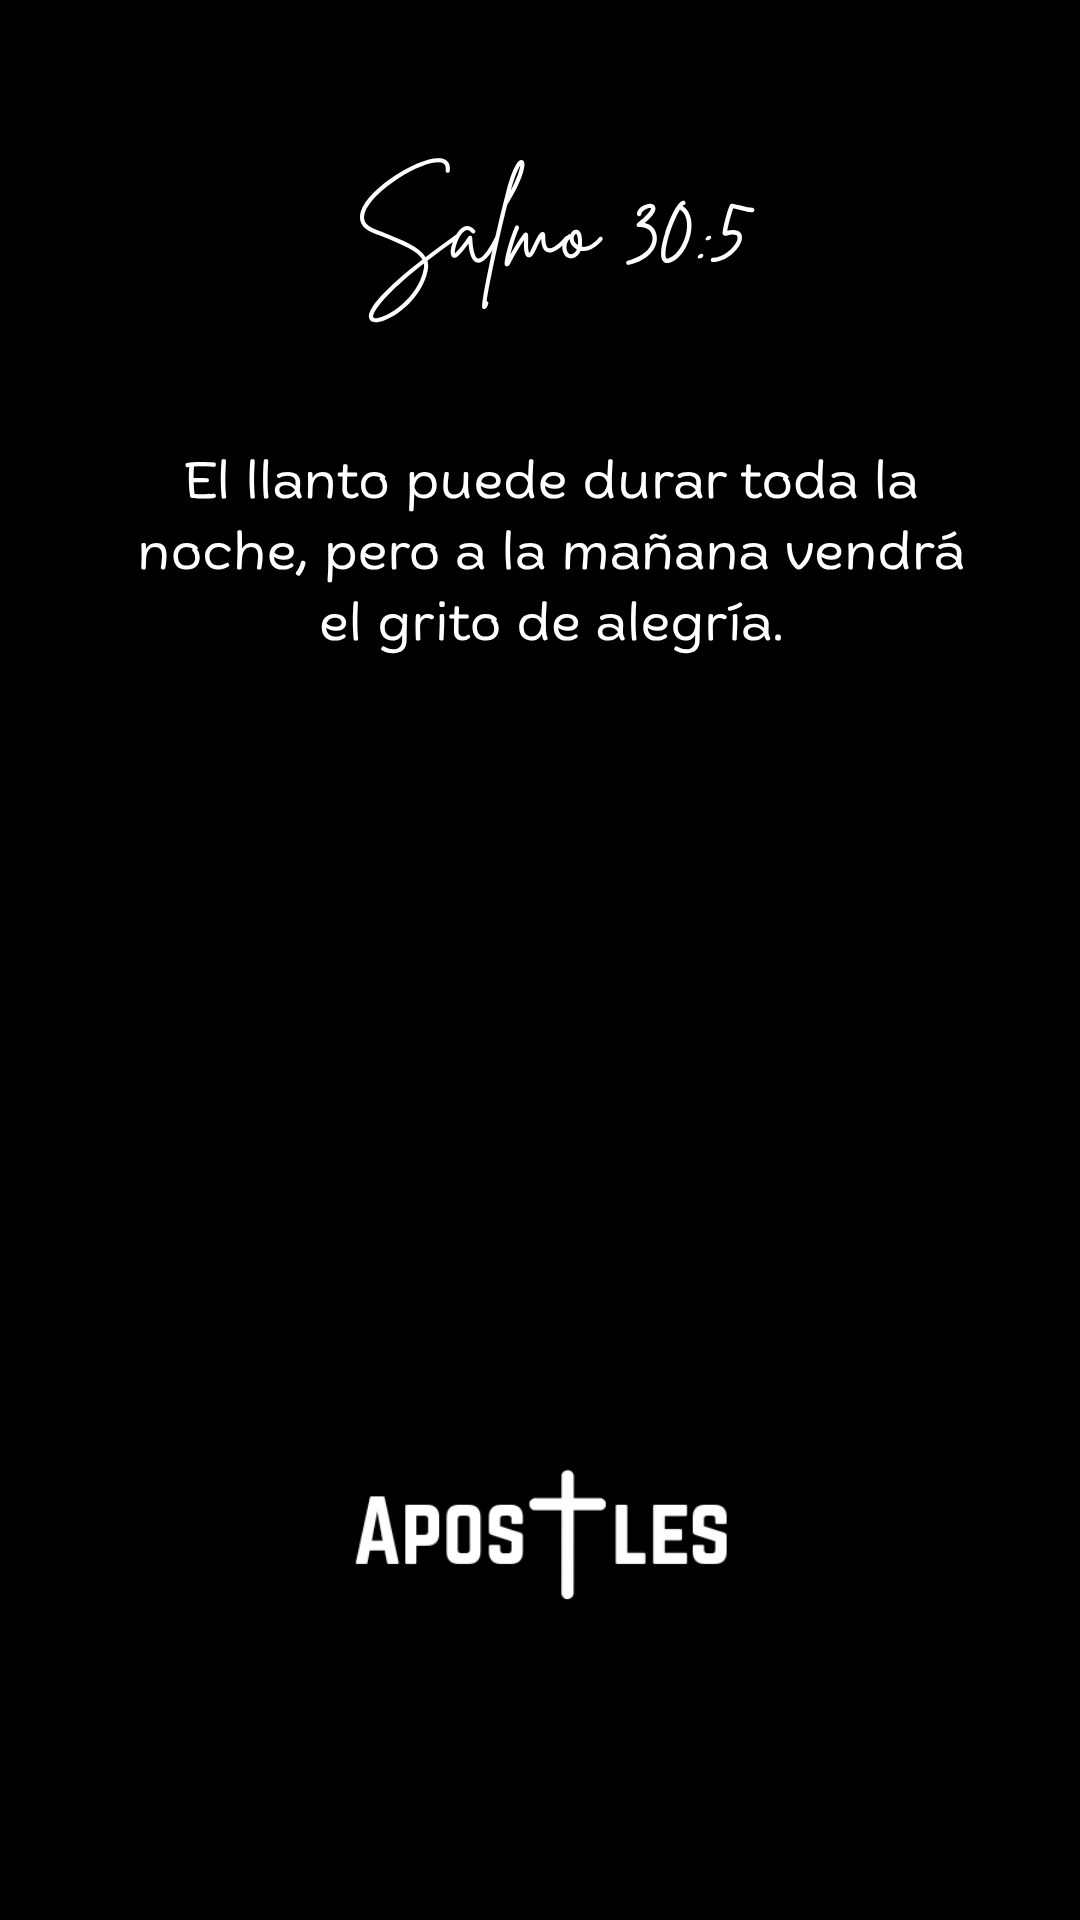 Salmo 30:5
El llanto puede durar toda la
noche, pero a la mañana vendrá
el grito de alegría.
APOSTLES